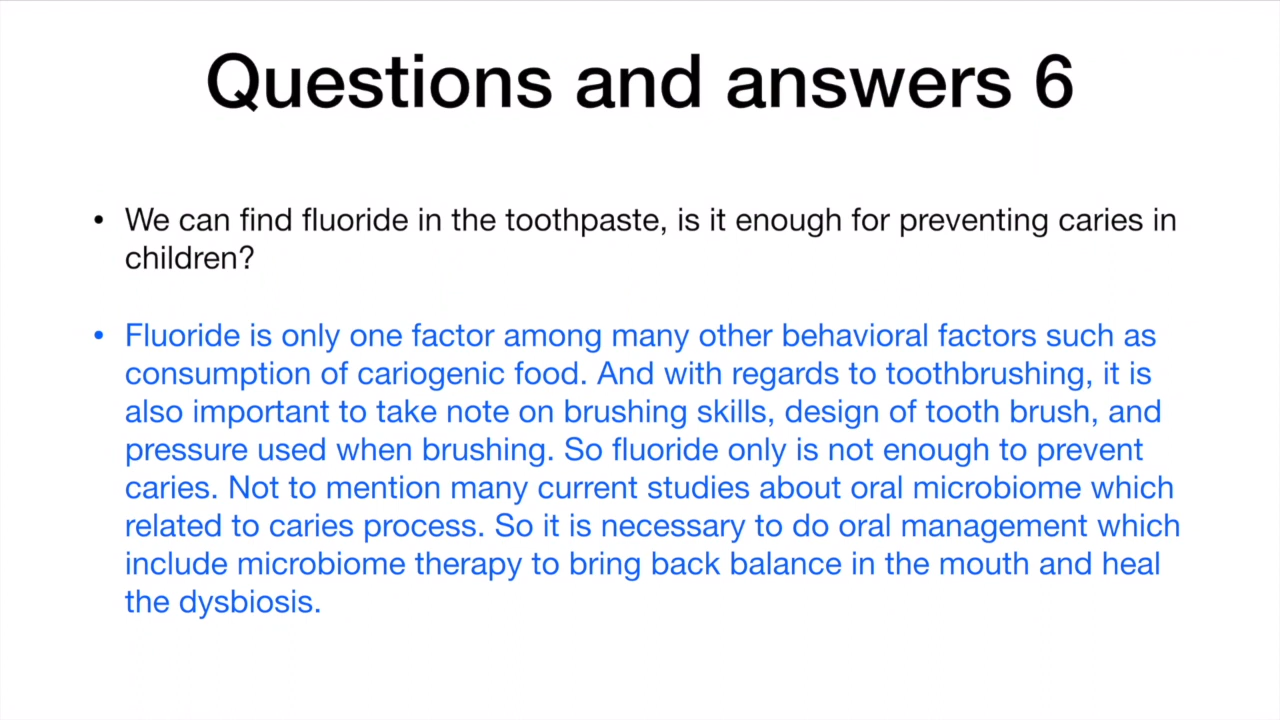 Questions and answers 6
• We can find fluoride in the toothpaste, is it enough for preventing caries in
children?
• Fluoride is only one factor among many other behavioral factors such as
consumption of cariogenic food. And with regards to toothbrushing, it is
also important to take note on brushing skills, design of tooth brush, and
pressure used when brushing. So fluoride only is not enough to prevent
caries. Not to mention many current studies about oral microbiome which
related to caries process. So it is necessary to do oral management which
include microbiome therapy to bring back balance in the mouth and heal
the dysbiosis.